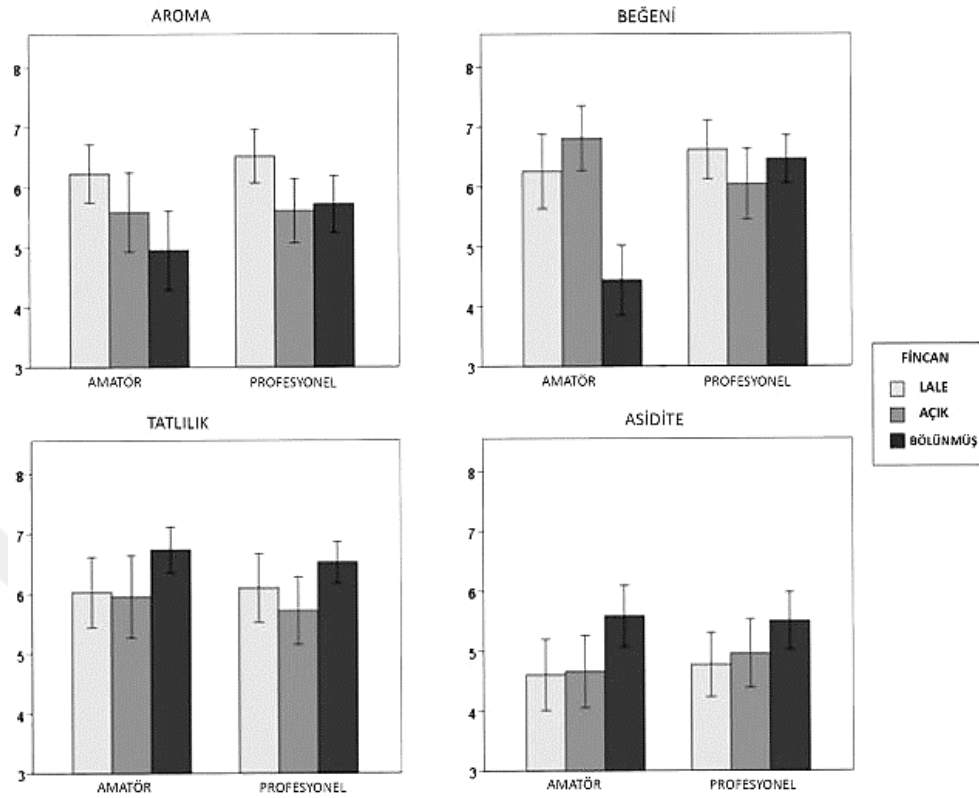 AROMA
8
7
6
5
4
3
AMATÖR PROFESYONEL
BEĞENİ
8
7
6
5
4
3
AMATÖR PROFESYONEL
FİNCAN
LALE
AÇIK
BÖLÜNMÜŞ
TATLILIK
8
7
6
5
4
3
AMATÖR PROFESYONEL
ASİDİTE
8
7
6
5
4
3
AMATÖR PROFESYONEL